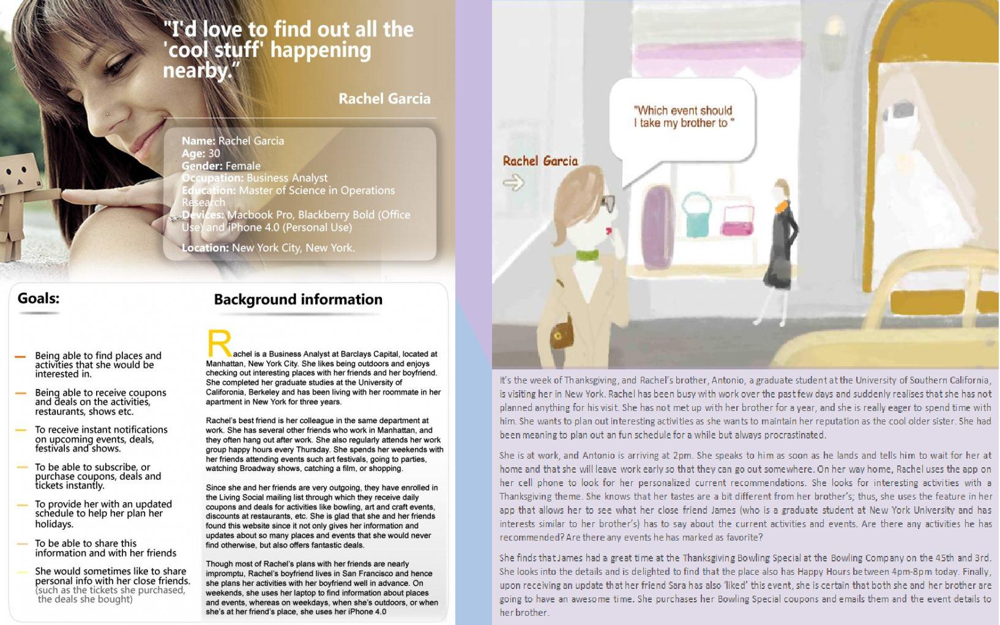 "I'd love to find out all the
'cool stuff' happening
nearby.”
Rachel Garcia
Name: Rachel Garcia
Age: 30
Gender: Female
Occupation: Business Analyst
Education: Master of Science in Operations
Research
Devices: Macbook Pro, Blackberry Bold (Office
Use) and iPhone 4.0 (Personal Use)
Location: New York City, New York.
Goals:
Being able to find places and
activities that she would be
interested in.
Being able to receive coupons
and deals on the activities,
restaurants, shows etc.
To receive instant notifications
on upcoming events, deals,
festivals and shows.
To be able to subscribe, or
purchase coupons, deals and
tickets instantly.
To provide her with an updated
schedule to help her plan her
holidays.
To be able to share this
information and with her friends
She would sometimes like to share
personal info with her close friends.
(such as the tickets she purchased,
the deals she bought)
Background information
Rachel is a Business Analyst at Barclays Capital, located at
Manhattan, New York City. She likes being outdoors and enjoys
checking out interesting places with her friends and her boyfriend.
She completed her graduate studies at the University of
Califoronia, Berkeley and has been living with her roommate in her
apartment in New York for three years.
Rachel's best friend is her colleague in the same department at
work. She has several other friends who work in Manhattan, and
they often hang out after work. She also regularly attends her work
group happy hours every Thursday. She spends her weekends with
her friends attending events such art festivals, going to parties,
watching Broadway shows, catching a film, or shopping.
Since she and her friends are very outgoing, they have enrolled in
the Living Social mailing list through which they receive daily
coupons and deals for activities like bowling, art and craft events,
discounts at restaurants, etc. She is glad that she and her friends
found this website since it not only gives her information and
updates about so many places and events that she would never
find otherwise, but also offers fantastic deals.
Though most of Rachel's plans with her friends are nearly
impromptu, Rachel's boyfriend lives in San Francisco and hence
she plans her activities with her boyfriend well in advance. On
weekends, she uses her laptop to find information about places
and events, whereas on weekdays, when she's outdoors, or when
she's at her friend's place, she uses her iPhone 4.0
"Which event should
I take my brother to "
Rachel Garcia
It's the week of Thanksgiving, and Rachel's brother, Antonio, a graduate student at the University of Southern California,
is visiting her in New York. Rachel has been busy with work over the past few days and suddenly realises that she has not
planned anything for his visit. She has not met up with her brother for a year, and she is really eager to spend time with
him. She wants to plan out interesting activities as she wants to maintain her reputation as the cool older sister. She had
been meaning to plan out an fun schedule for a while but always procrastinated.
She is at work, and Antonio is arriving at 2pm. She speaks to him as soon as he lands and tells him to wait for her at
home and that she will leave work early so that they can go out somewhere. On her way home, Rachel uses the app on
her cell phone to look for her personalized current recommendations. She looks for interesting activities with a
Thanksgiving theme. She knows that her tastes are a bit different from her brother's; thus, she uses the feature in her
app that allows her to see what her close friend James (who is a graduate student at New York University and has
interests similar to her brother's) has to say about the current activities and events. Are there any activities he has
recommended? Are there any events he has marked as favorite?
She finds that James had a great time at the Thanksgiving Bowling Special at the Bowling Company on the 45th and 3rd.
She looks into the details and is delighted to find that the place also has Happy Hours between 4pm-8pm today. Finally,
upon receiving an update that her friend Sara has also 'liked' this event, she is certain that both she and her brother are
going to have an awesome time. She purchases her Bowling Special coupons and emails them and the event details to
her brother.